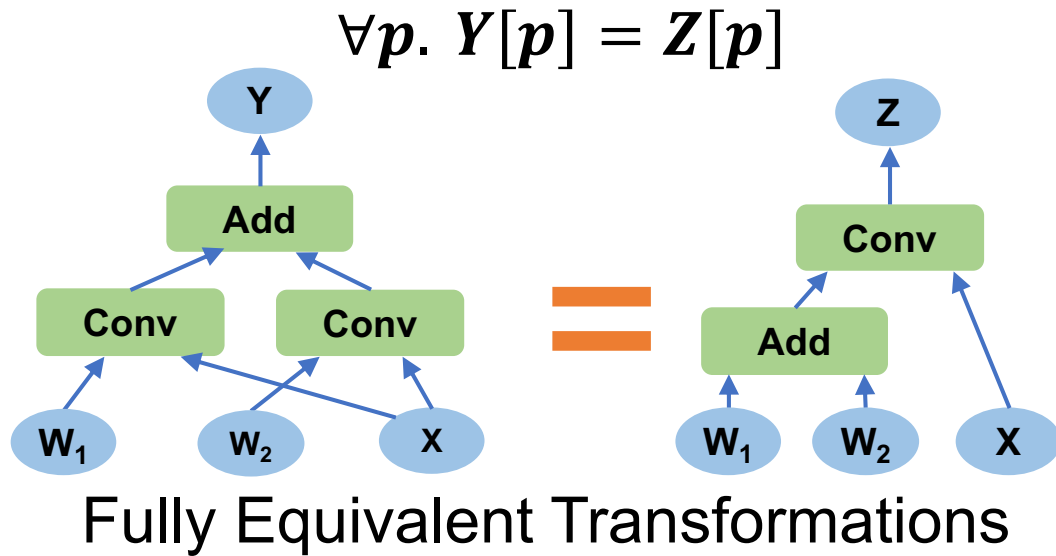 ∀p. Y[p] = Z[p]
Y
Z
Add
Conv
Conv
Conv
Add
W₁
W₂
X
W₁
W₂
X
Fully Equivalent Transformations